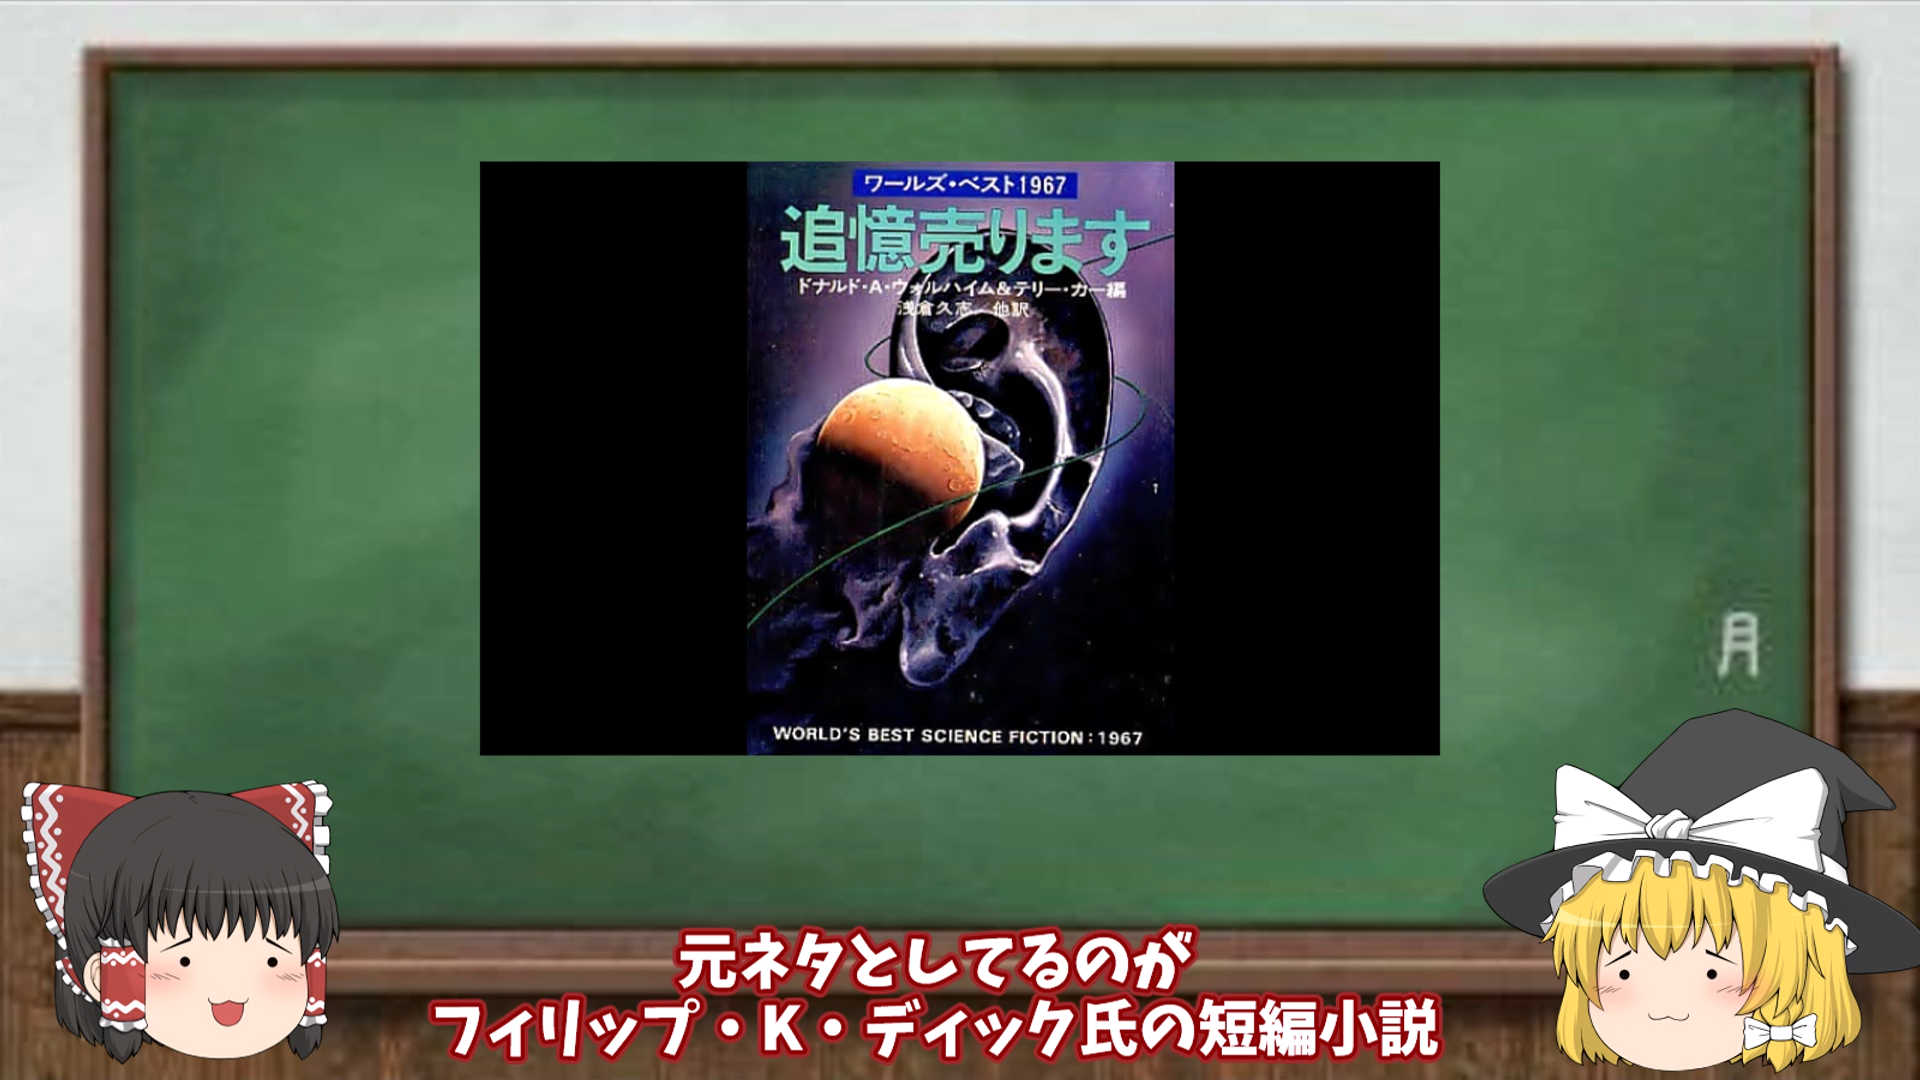 ワールズ・ベスト1967
追憶売ります
ドナルド・A・ウォルハイム&テリー・カー編
浅倉久志 他訳
WORLD'S BEST SCIENCE FICTION:1967
月
元ネタとしてるのが
フィリップ・K・ディック氏の短編小説